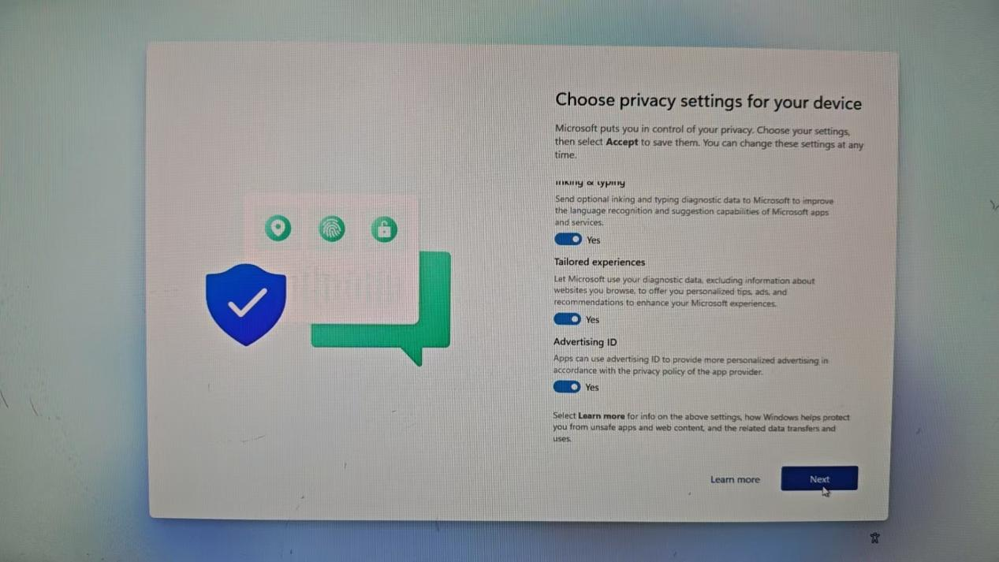 Choose privacy settings for your device
Microsoft puts you in control of your privacy. Choose your settings,
then select Accept to save them. You can change these settings at any
time.
Inking & typing
Send optional inking and typing diagnostic data to Microsoft to improve
the language recognition and suggestion capabilities of Microsoft apps
and services.
Yes
Tailored experiences
Let Microsoft use your diagnostic data, excluding information about
websites you browse, to offer you personalized tips, ads, and
recommendations to enhance your Microsoft experiences.
Yes
Advertising ID
Apps can use advertising ID to provide more personalized advertising in
accordance with the privacy policy of the app provider.
Yes
Select Learn more for info on the above settings, how Windows helps protect
you from unsafe apps and web content, and the related data transfers and
uses.
Learn more
Next